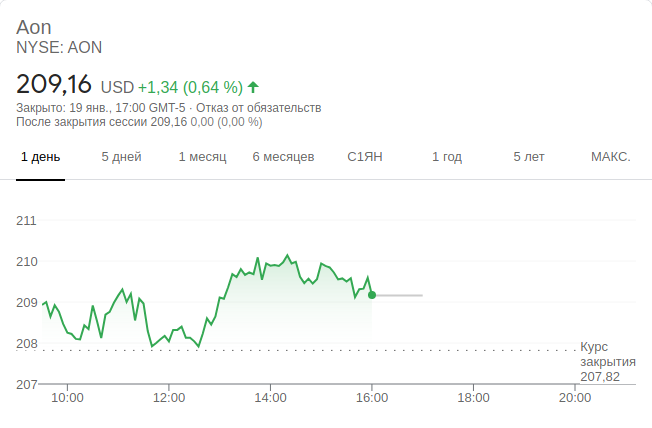 Aon
NYSE: AON
209,16 USD +1,34 (0,64 %)
Закрыто: 19 янв., 17:00 GMT-5 · Отказ от обязательств
После закрытия сессии 209,16 0,00 (0,00 %)
1 день 5 дней 1 месяц 6 месяцев С1ЯН 1 год 5 лет МАКС.
211
210
209
208
Курс
закрытия
207,82
207
10:00 12:00 14:00 16:00 18:00 20:00